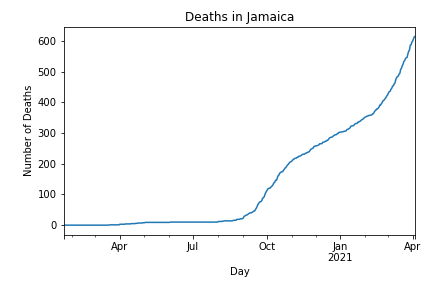 Deaths in Jamaica
Number of Deaths
600
500
400
300
200
100
0
Apr
Jul
Oct
Jan
2021
Apr
Day